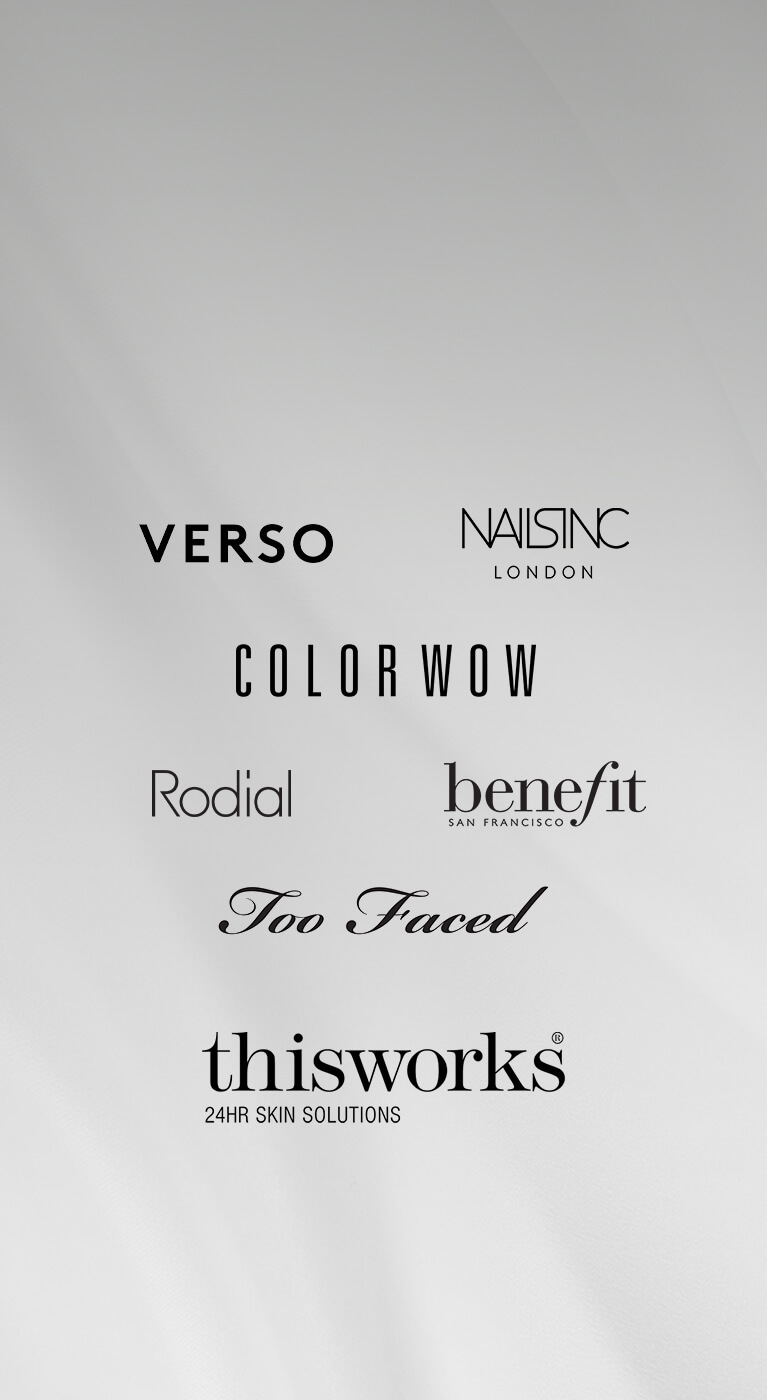 VERSO
NAILSINC
LONDON
COLOR WOW
Rodial
benefit
SAN FRANCISCO
Too Faced
thisworks®
24HR SKIN SOLUTIONS